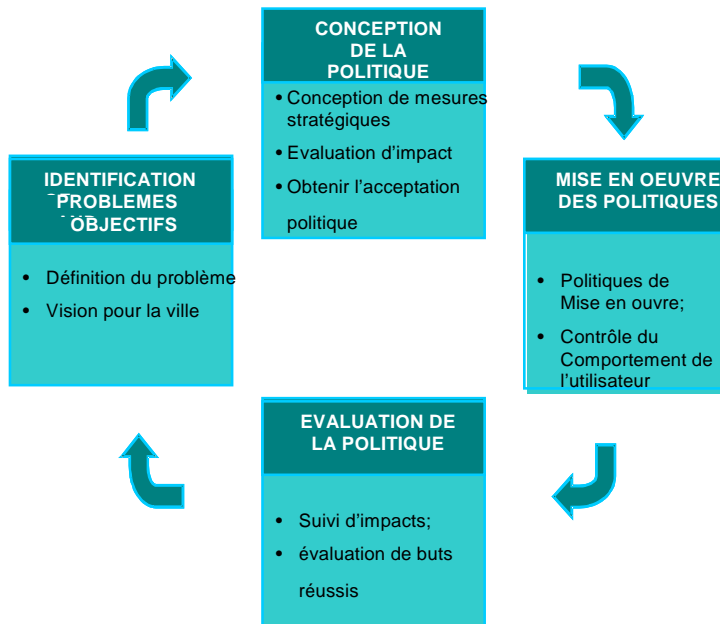 CONCEPTION
DE LA
POLITIQUE
• Conception de mesures
stratégiques
• Evaluation d'impact
• Obtenir l'acceptation
politique
IDENTIFICATION
PROBLEMES
OBJECTIFS
• Définition du problème
• Vision pour la ville
MISE EN OEUVRE
DES POLITIQUES
• Politiques de
Mise en ouvre;
• Contrôle du
Comportement de
l'utilisateur
EVALUATION DE
LA POLITIQUE
• Suivi d'impacts;
• évaluation de buts
réussis